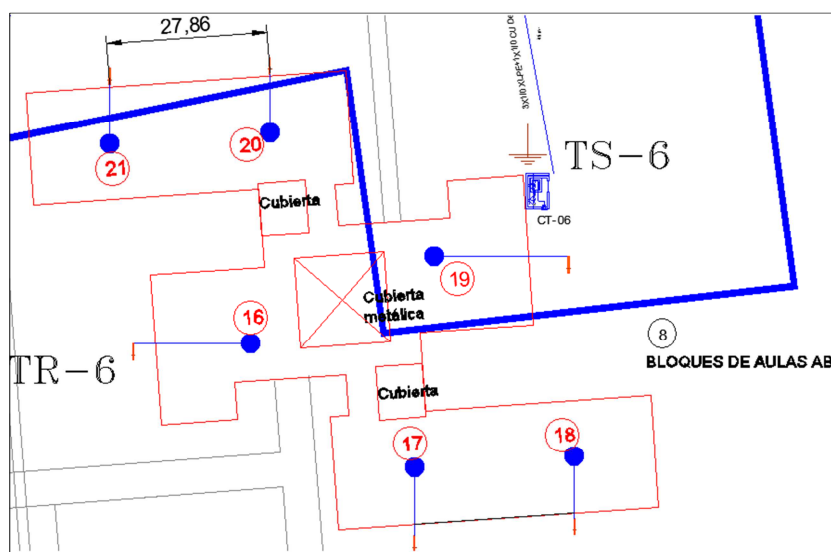 27,86
3X1/0 XLPE+1X1/0 CU De
20
21
TS-6
Cubierta
CT-06
19
Cubierta
metálica
16
8
TR-6
BLOQUES DE AULAS AB
Cubierta
17
18